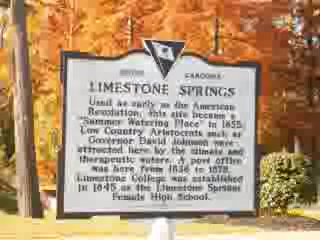 SOUTH CAROLINA
LIMESTONE SPRINGS
Used as early as the American
Revolution, this site became a
"Summer Watering Place" in 1835.
Low Country Aristocrats such as
Governor David Johnson were
attracted here by the climate and
therapeutic waters. A post office
was here from 1836 to 1878.
Limestone College was established
in 1845 as the Limestone Springs
Female High School.